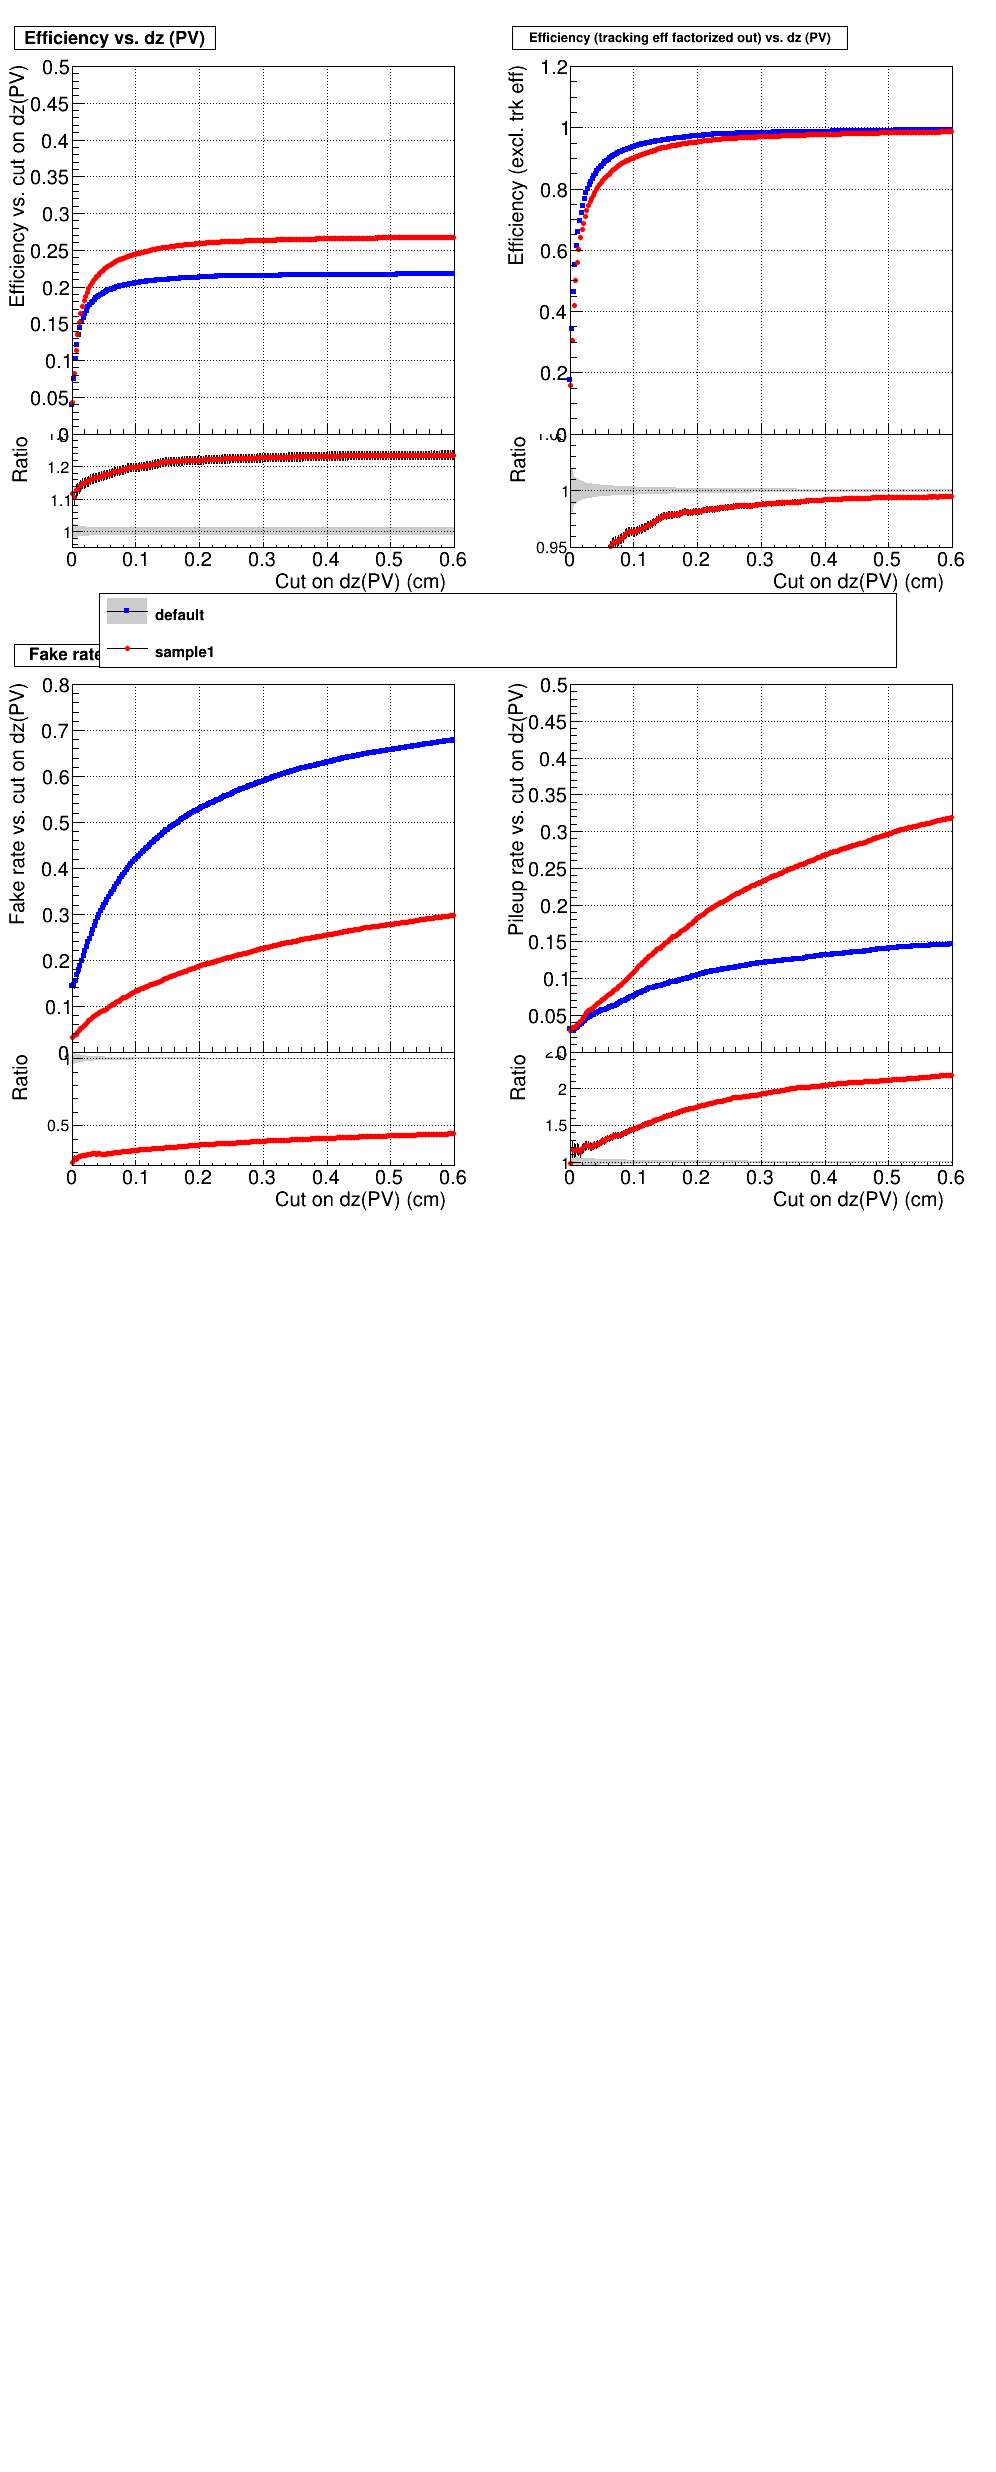 Efficiency vs. dz (PV)
Efficiency vs. cut on dz(PV)
0.5
0.45
0.4
0.35
0.3
0.25
0.2
0.15
0.1
0.05
0
Ratio
1.2
1.1
1
0 0.1 0.2 0.3 0.4 0.5 0.6
Cut on dz(PV) (cm)
Efficiency (tracking eff factorized out) vs. dz (PV)
Efficiency (excl. trk eff)
1.2
1
0.8
0.6
0.4
0.2
0
Ratio
1
0.95
0 0.1 0.2 0.3 0.4 0.5 0.6
Cut on dz(PV) (cm)
default
sample1
Fake rate
Fake rate vs. cut on dz(PV)
0.8
0.7
0.6
0.5
0.4
0.3
0.2
0.1
0
Ratio
1
0.5
0 0.1 0.2 0.3 0.4 0.5 0.6
Cut on dz(PV) (cm)
Pileup rate vs. cut on dz(PV)
0.5
0.45
0.4
0.35
0.3
0.25
0.2
0.15
0.1
0.05
0
Ratio
2
1.5
1
0 0.1 0.2 0.3 0.4 0.5 0.6
Cut on dz(PV) (cm)